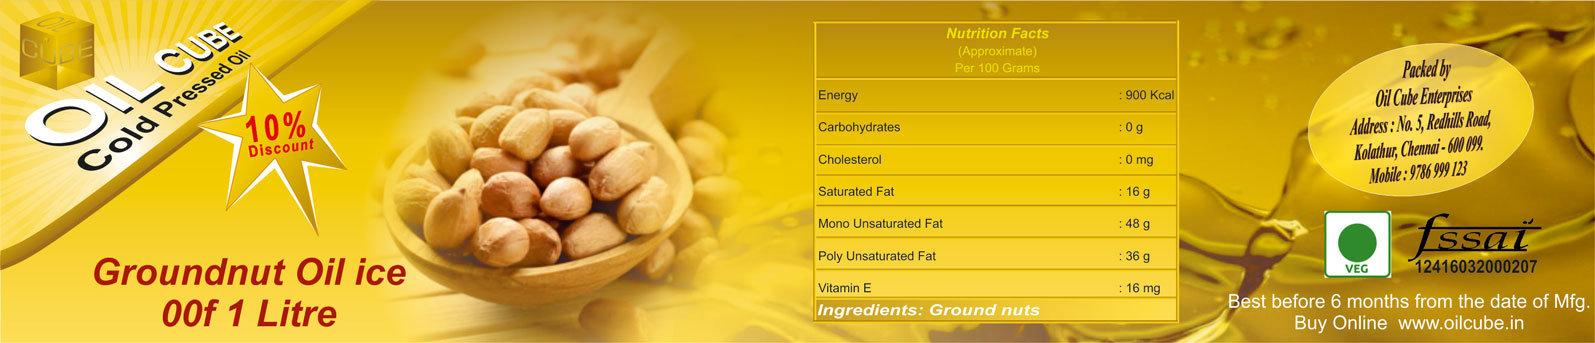 OIL
CUBE
OIL CUBE
Cold Pressed Oil
10%
Discount
Groundnut Oil ice
00f 1 Litre
Nutrition Facts
(Approximate)
Per 100 Grams
Energy : 900 Kcal
Carbohydrates : 0 g
Cholesterol : 0 mg
Saturated Fat : 16 g
Mono Unsaturated Fat : 48 g
Poly Unsaturated Fat : 36 g
Vitamin E : 16 mg
Ingredients: Ground nuts
Packed by
Oil Cube Enterprises
Address : No. 5, Redhills Road,
Kolathur, Chennai - 600 099.
Mobile : 9786 999 123
VEG
fssai
12416032000207
Best before 6 months from the date of Mfg.
Buy Online www.oilcube.in